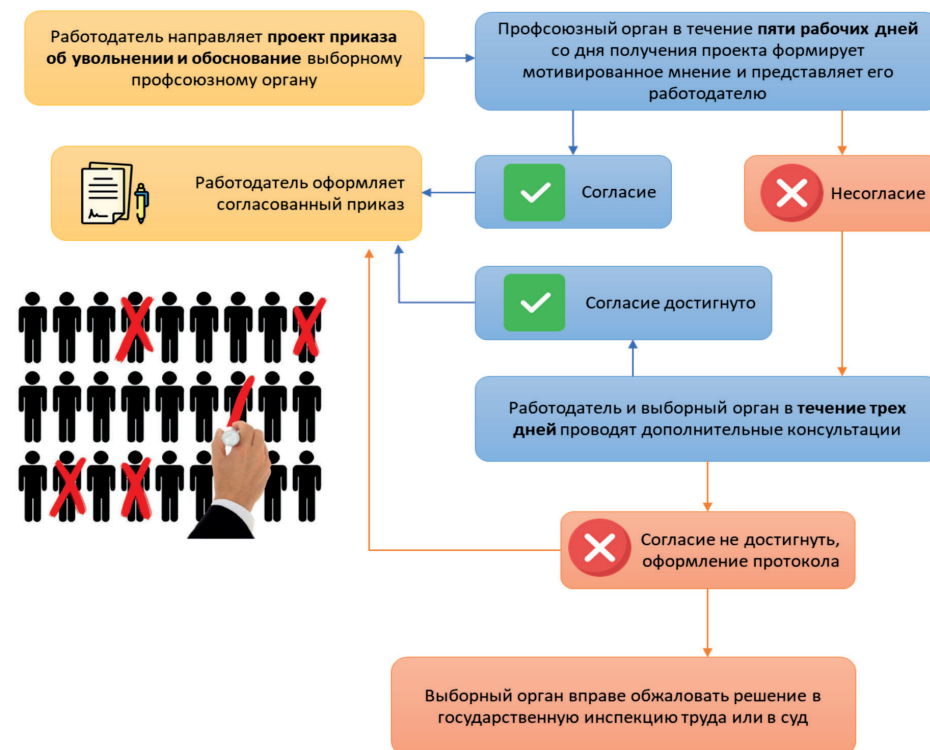 Работодатель направляет проект приказа
об увольнении и обоснование выборному
профсоюзному органу
Профсоюзный орган в течение пяти рабочих дней
со дня получения проекта формирует
мотивированное мнение и представляет его
работодателю
Работодатель оформляет
согласованный приказ
Согласие
Несогласие
Согласие достигнуто
Работодатель и выборный орган в течение трех
дней проводят дополнительные консультации
Согласие не достигнуть,
оформление протокола
Выборный орган вправе обжаловать решение в
государственную инспекцию труда или в суд